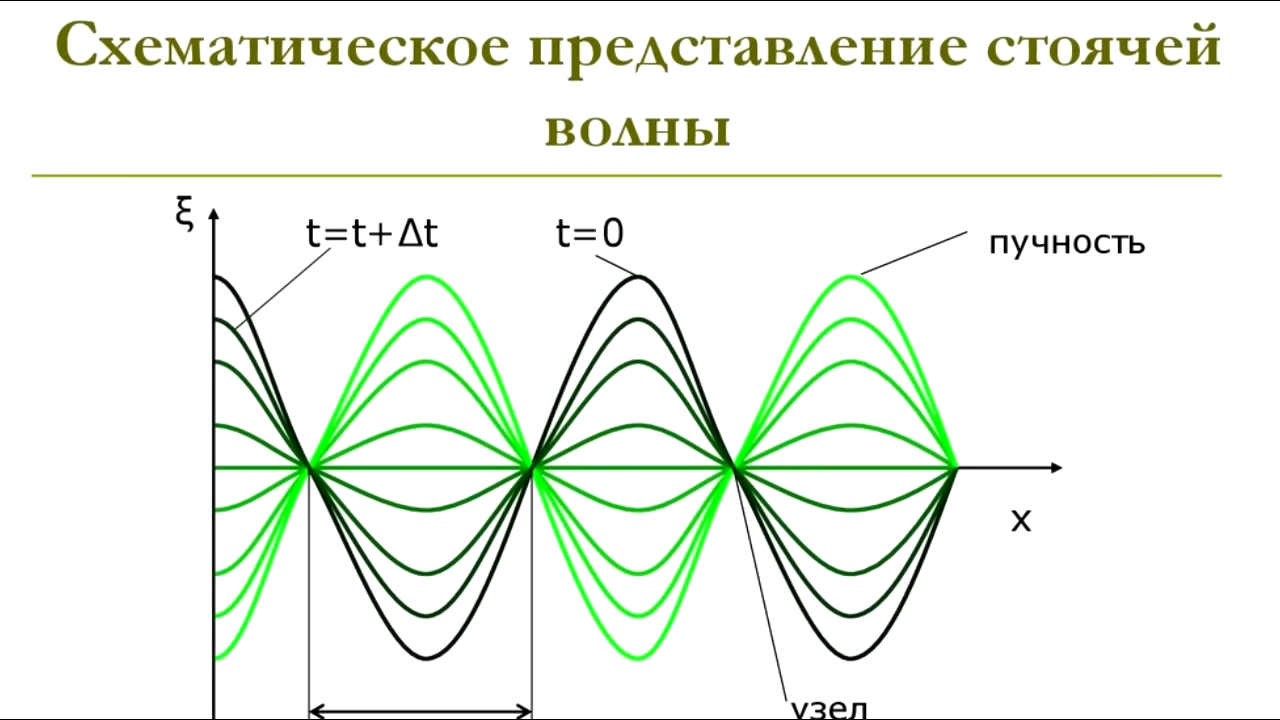 Схематическое представление стоячей
волны
ξ
t=t+Δt
t=0
пучность
x
узел